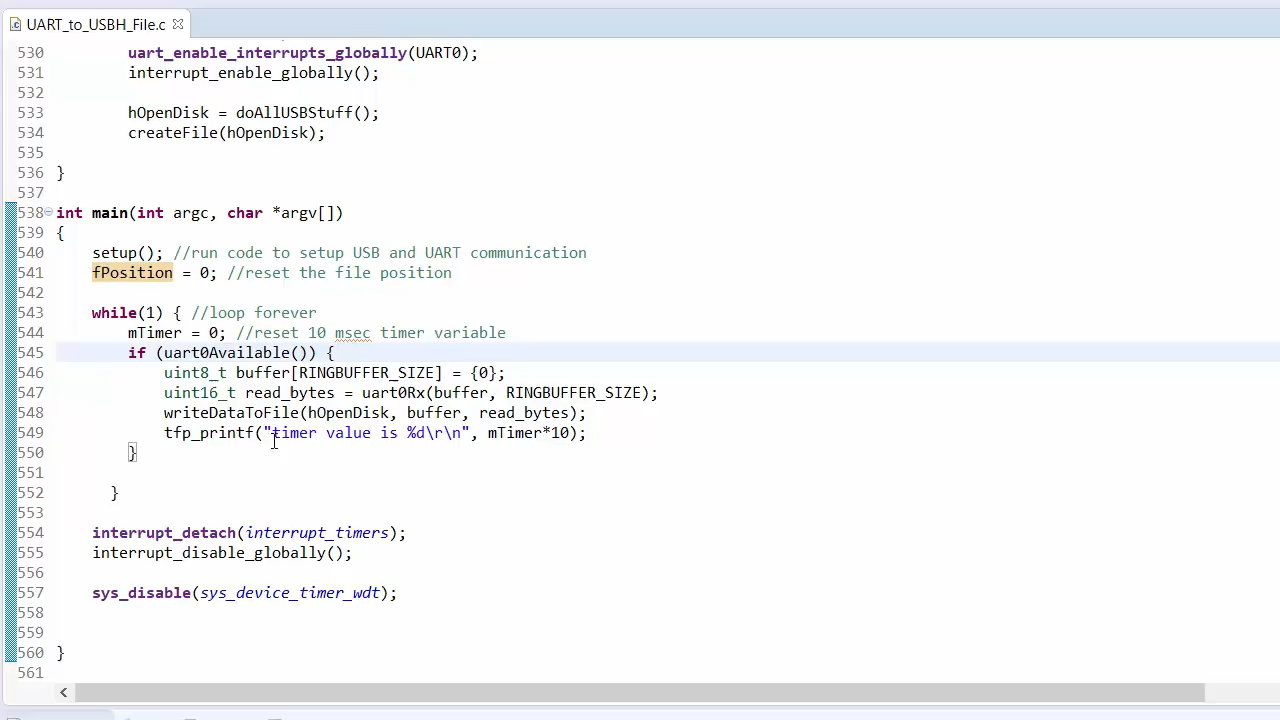 UART_to_USBH_File.c
530 uart_enable_interrupts_globally(UART0);
531 interrupt_enable_globally();
532
533 hOpenDisk = doAllUSBStuff();
534 createFile(hOpenDisk);
535
536 }
537
538 int main(int argc, char *argv[])
539 {
540 setup(); //run code to setup USB and UART communication
541 fPosition = 0; //reset the file position
542
543 while(1) { //loop forever
544 mTimer = 0; //reset 10 msec timer variable
545 if (uart0Available()) {
546 uint8_t buffer[RINGBUFFER_SIZE] = {0};
547 uint16_t read_bytes = uart0Rx(buffer, RINGBUFFER_SIZE);
548 writeDataToFile(hOpenDisk, buffer, read_bytes);
549 tfp_printf("timer value is %d\r\n", mTimer*10);
550 }
551
552 }
553
554 interrupt_detach(interrupt_timers);
555 interrupt_disable_globally();
556
557 sys_disable(sys_device_timer_wdt);
558
559
560 }
561